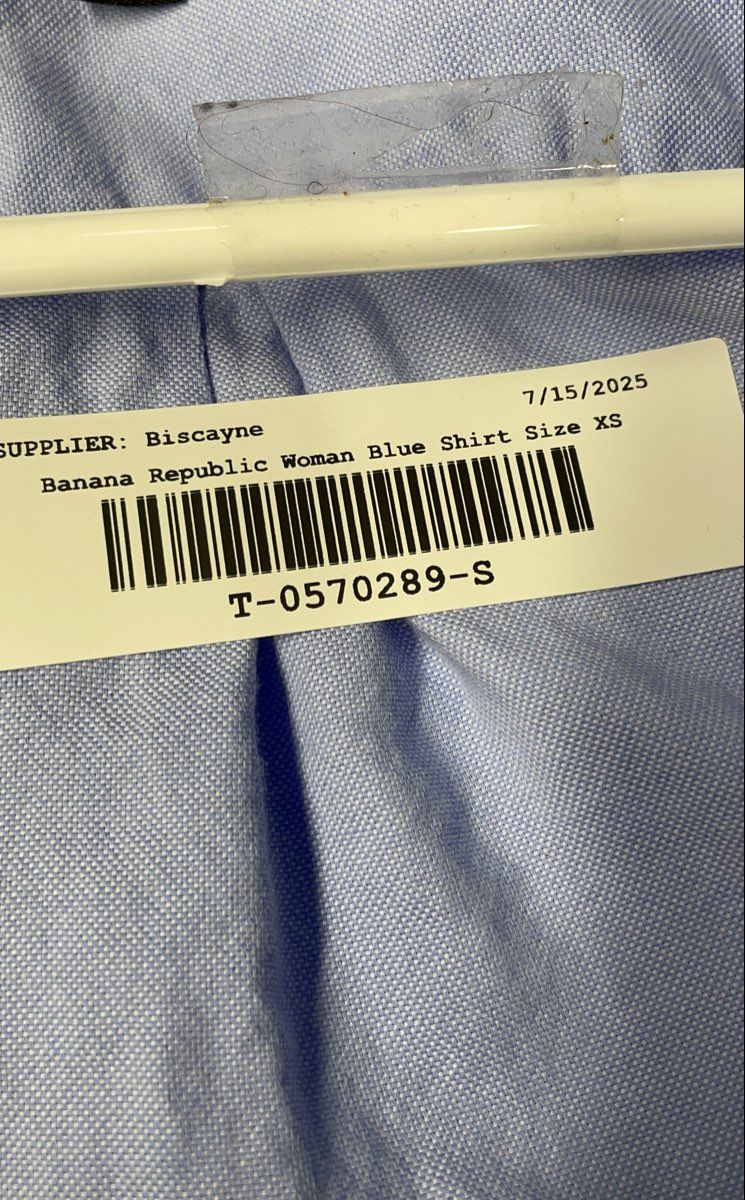 SUPPLIER: Biscayne 7/15/2025
Banana Republic Woman Blue Shirt Size XS
T-0570289-S